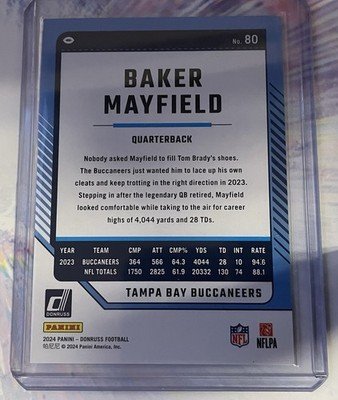 No. 80
BAKER
MAYFIELD
QUARTERBACK
Nobody asked Mayfield to fill Tom Brady's shoes.
The Buccaneers just wanted him to lace up his own
cleats and keep trotting in the right direction in 2023.
Stepping in after the legendary QB retired, Mayfield
looked comfortable while taking to the air for career
highs of 4,044 yards and 28 TDs.
YEAR TEAM CMP ATT CMP% YDS TD INT RATE
2023 BUCCANEERS 364 566 64.3 4044 28 10 94.6
NFL TOTALS 1750 2825 61.9 20332 130 74 88.1
TAMPA BAY BUCCANEERS
DONRUSS
PANINI
NFL
NFLPA
2024 PANINI – DONRUSS FOOTBALL
帕尼尼 © 2024 Panini America, Inc.